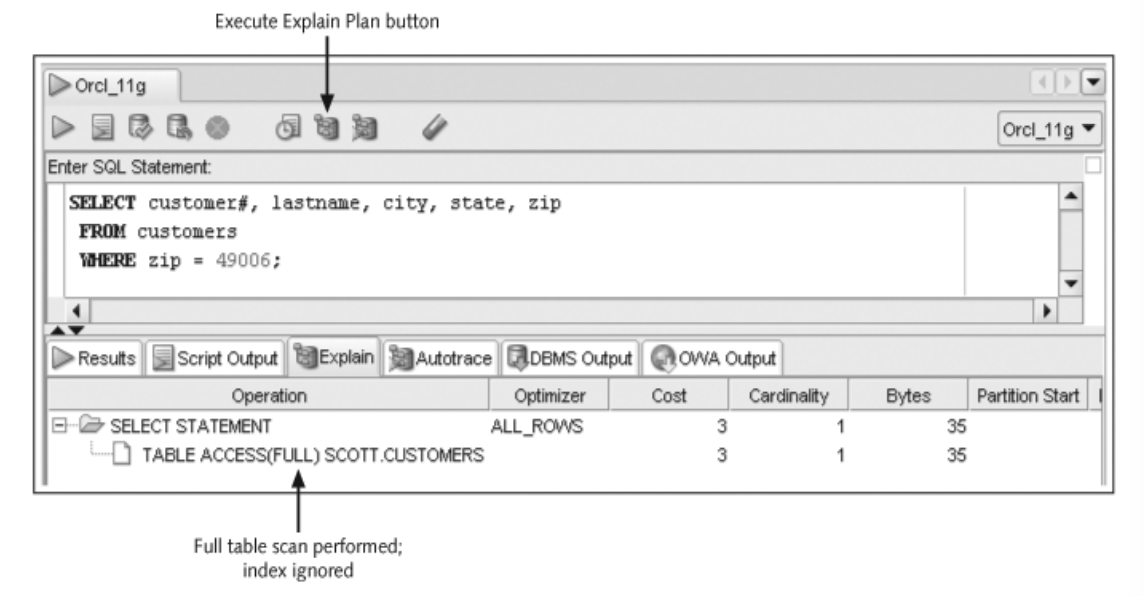 Execute Explain Plan button
Orcl_11g
Orcl_11g
Enter SQL Statement:
SELECT customer#, lastname, city, state, zip
FROM customers
WHERE zip = 49006;
Results Script Output Explain Autotrace DBMS Output OWA Output
Operation Optimizer Cost Cardinality Bytes Partition Start
SELECT STATEMENT ALL_ROWS 3 1 35
TABLE ACCESS(FULL) SCOTT.CUSTOMERS 3 1 35
Full table scan performed;
index ignored